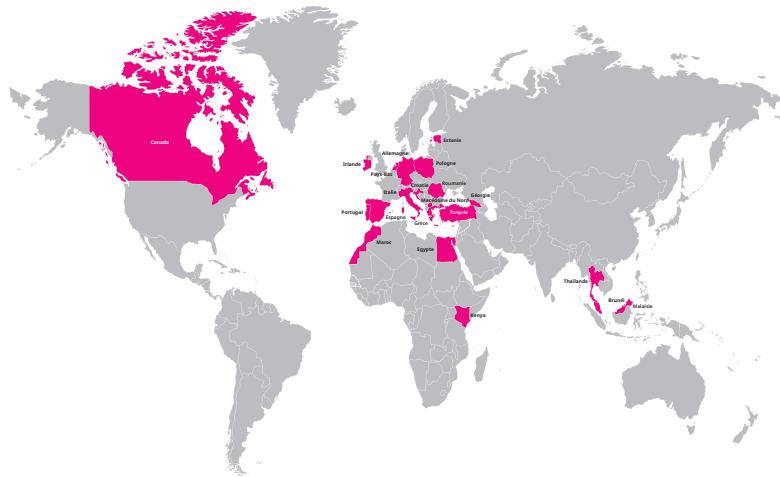 Canada
Estonie
Allemagne
Pologne
Irlande
Pays-Bas
Croatie
Roumanie
Italie
Géorgie
Macédoine du Nord
Portugal
Turquie
Espagne
Grèce
Maroc
Egypte
Thaïlande
Brunéi
Malaisie
Kenya